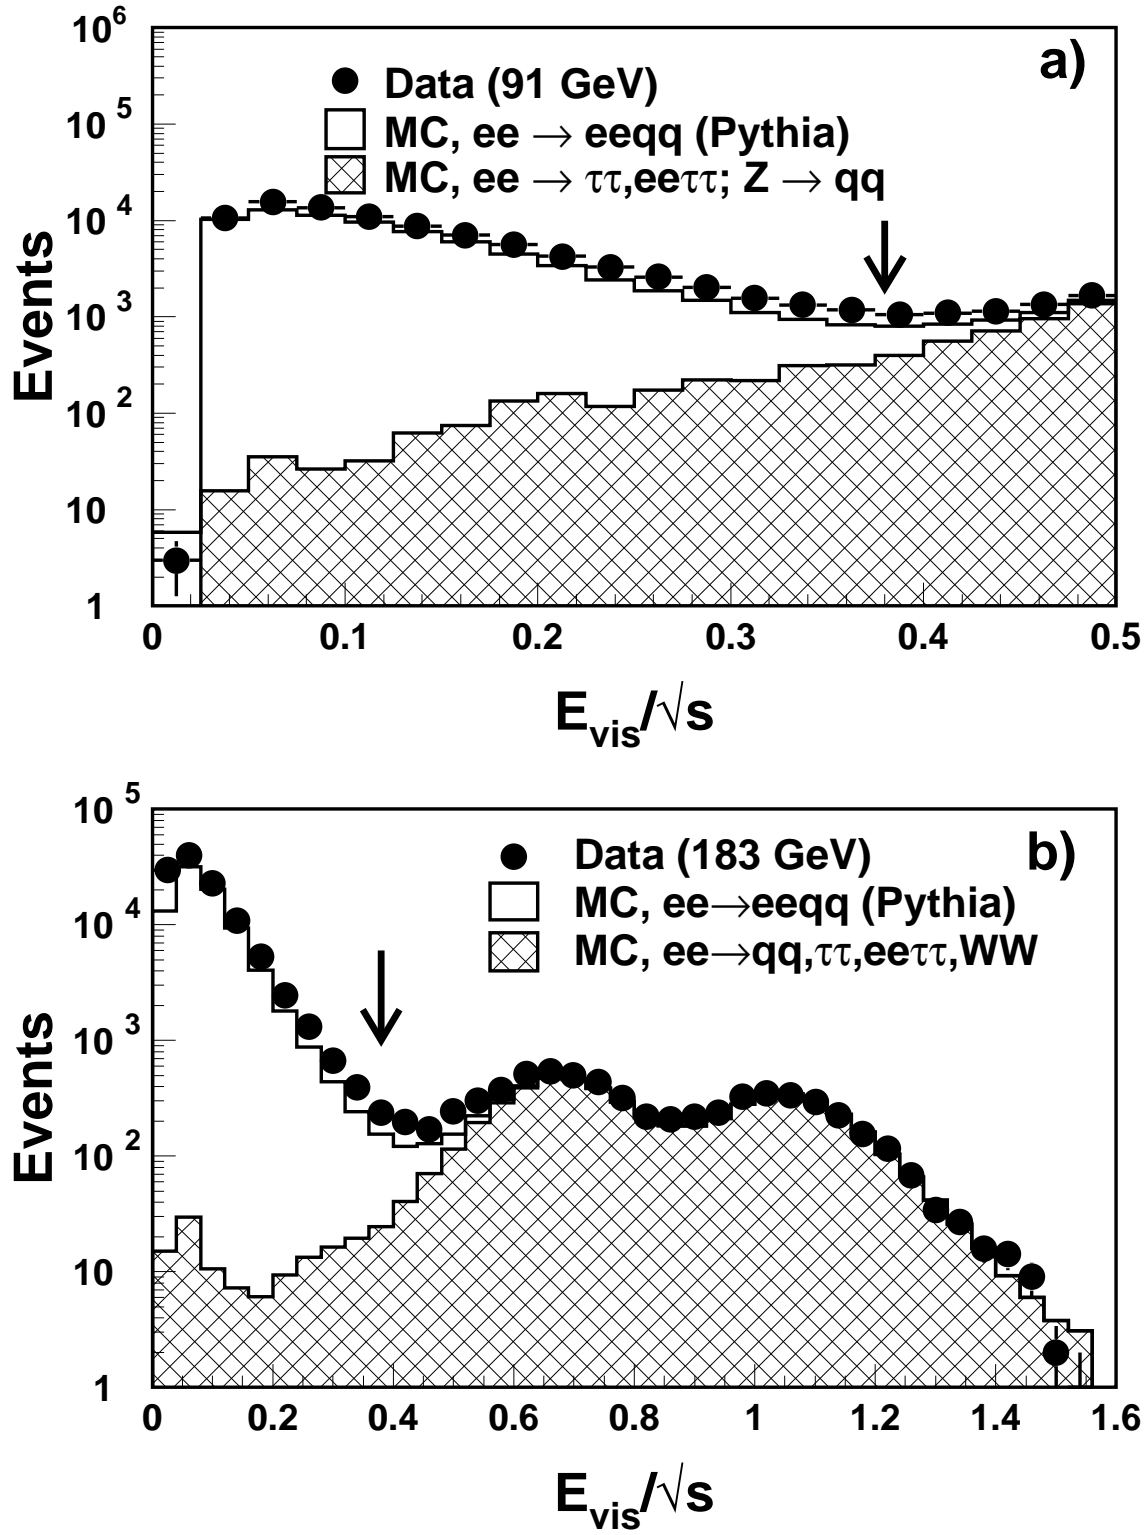 10^6
a)
Data (91 GeV)
10^5
MC, ee → eeqq (Pythia)
MC, ee → ττ,eeττ; Z → qq
10^4
10^3
10^2
10
1
Events
0 0.1 0.2 0.3 0.4 0.5
E_vis/√s
10^5
b)
Data (183 GeV)
MC, ee→eeqq (Pythia)
10^4
MC, ee→qq,ττ,eeττ,WW
10^3
10^2
10
1
Events
0 0.2 0.4 0.6 0.8 1 1.2 1.4 1.6
E_vis/√s